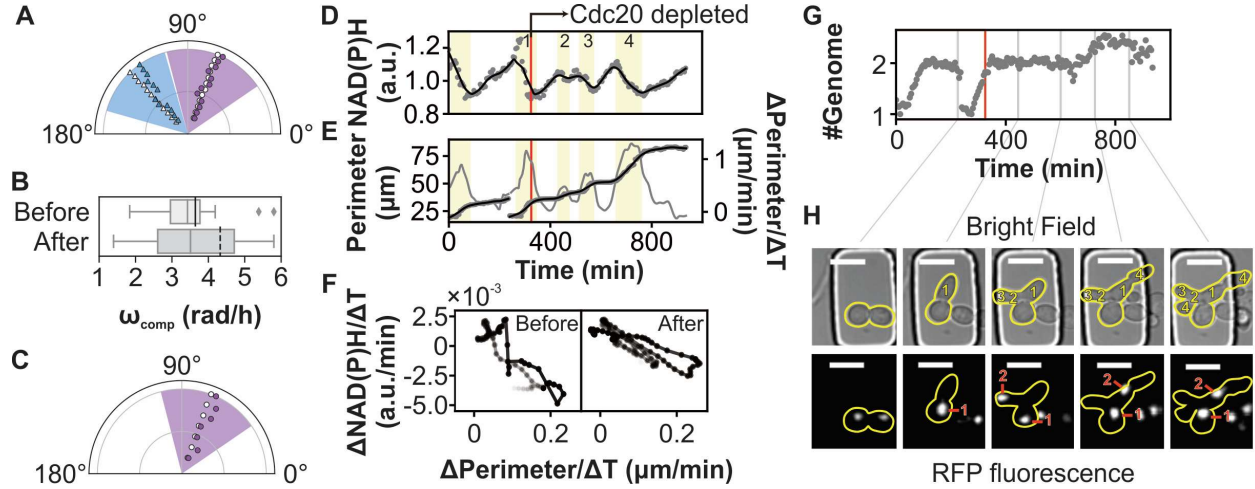 A
90°
180°
0°
B
Before
After
1 2 3 4 5 6
ω comp (rad/h)
C
90°
180°
0°
D
Cdc20 depleted
Perimeter NAD(P)H
(µm) (a.u.)
1.2
1.0
0.8
1 2 3 4
E
75
50
25
1
0
ΔPerimeter/ΔT
(µm/min)
0 400 800
Time (min)
F
×10⁻³
Before
After
2.5
0
-2.5
-5.0
ΔNAD(P)H/ΔT
(a.u./min)
0 0.2 0 0.2
ΔPerimeter/ΔT (µm/min)
G
#Genome
2
1
0 400 800
Time (min)
H
Bright Field
1
3 2 1
3 2 1 4
3 2 1 4 4
1
2 1
2 1
2 1
RFP fluorescence